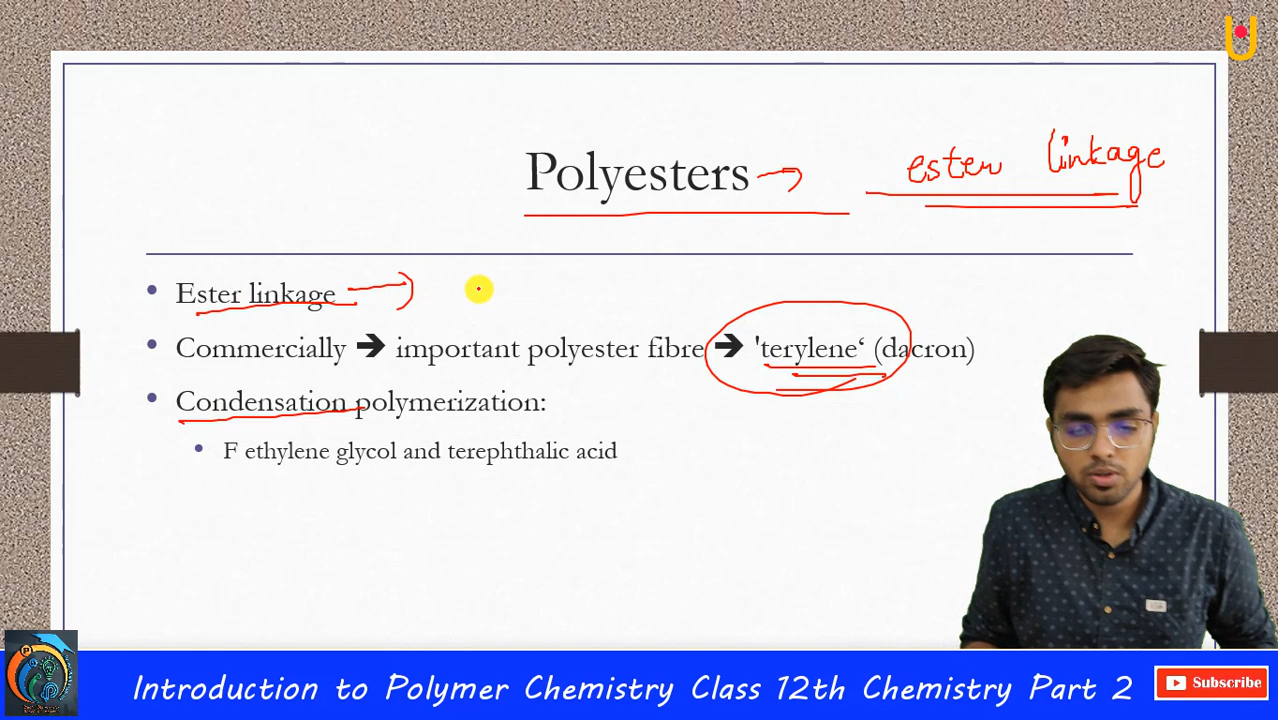 Polyesters
ester linkage
Ester linkage
Commercially ➔ important polyester fibre ➔ 'terylene‘ (dacron)
Condensation polymerization:
F ethylene glycol and terephthalic acid
Introduction to Polymer Chemistry Class 12th Chemistry Part 2
Subscribe